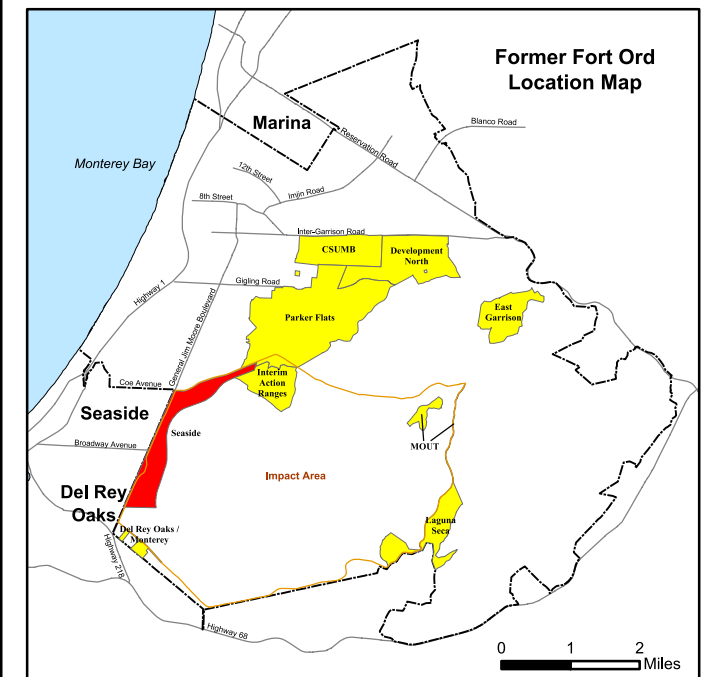 Former Fort Ord
Location Map
Marina
Blanco Road
Reservation Road
Monterey Bay
12th Street
Imjin Road
8th Street
Inter-Garrison Road
CSUMB
Development
North
Gigling Road
Highway 1
General Jim Moore Boulevard
East
Garrison
Parker Flats
Interim
Action
Ranges
Coe Avenue
Seaside
Seaside
Broadway Avenue
MOUT
Impact Area
Del Rey
Oaks
Del Rey Oaks /
Monterey
Laguna
Seca
Highway 218
Highway 68
0 1 2
Miles